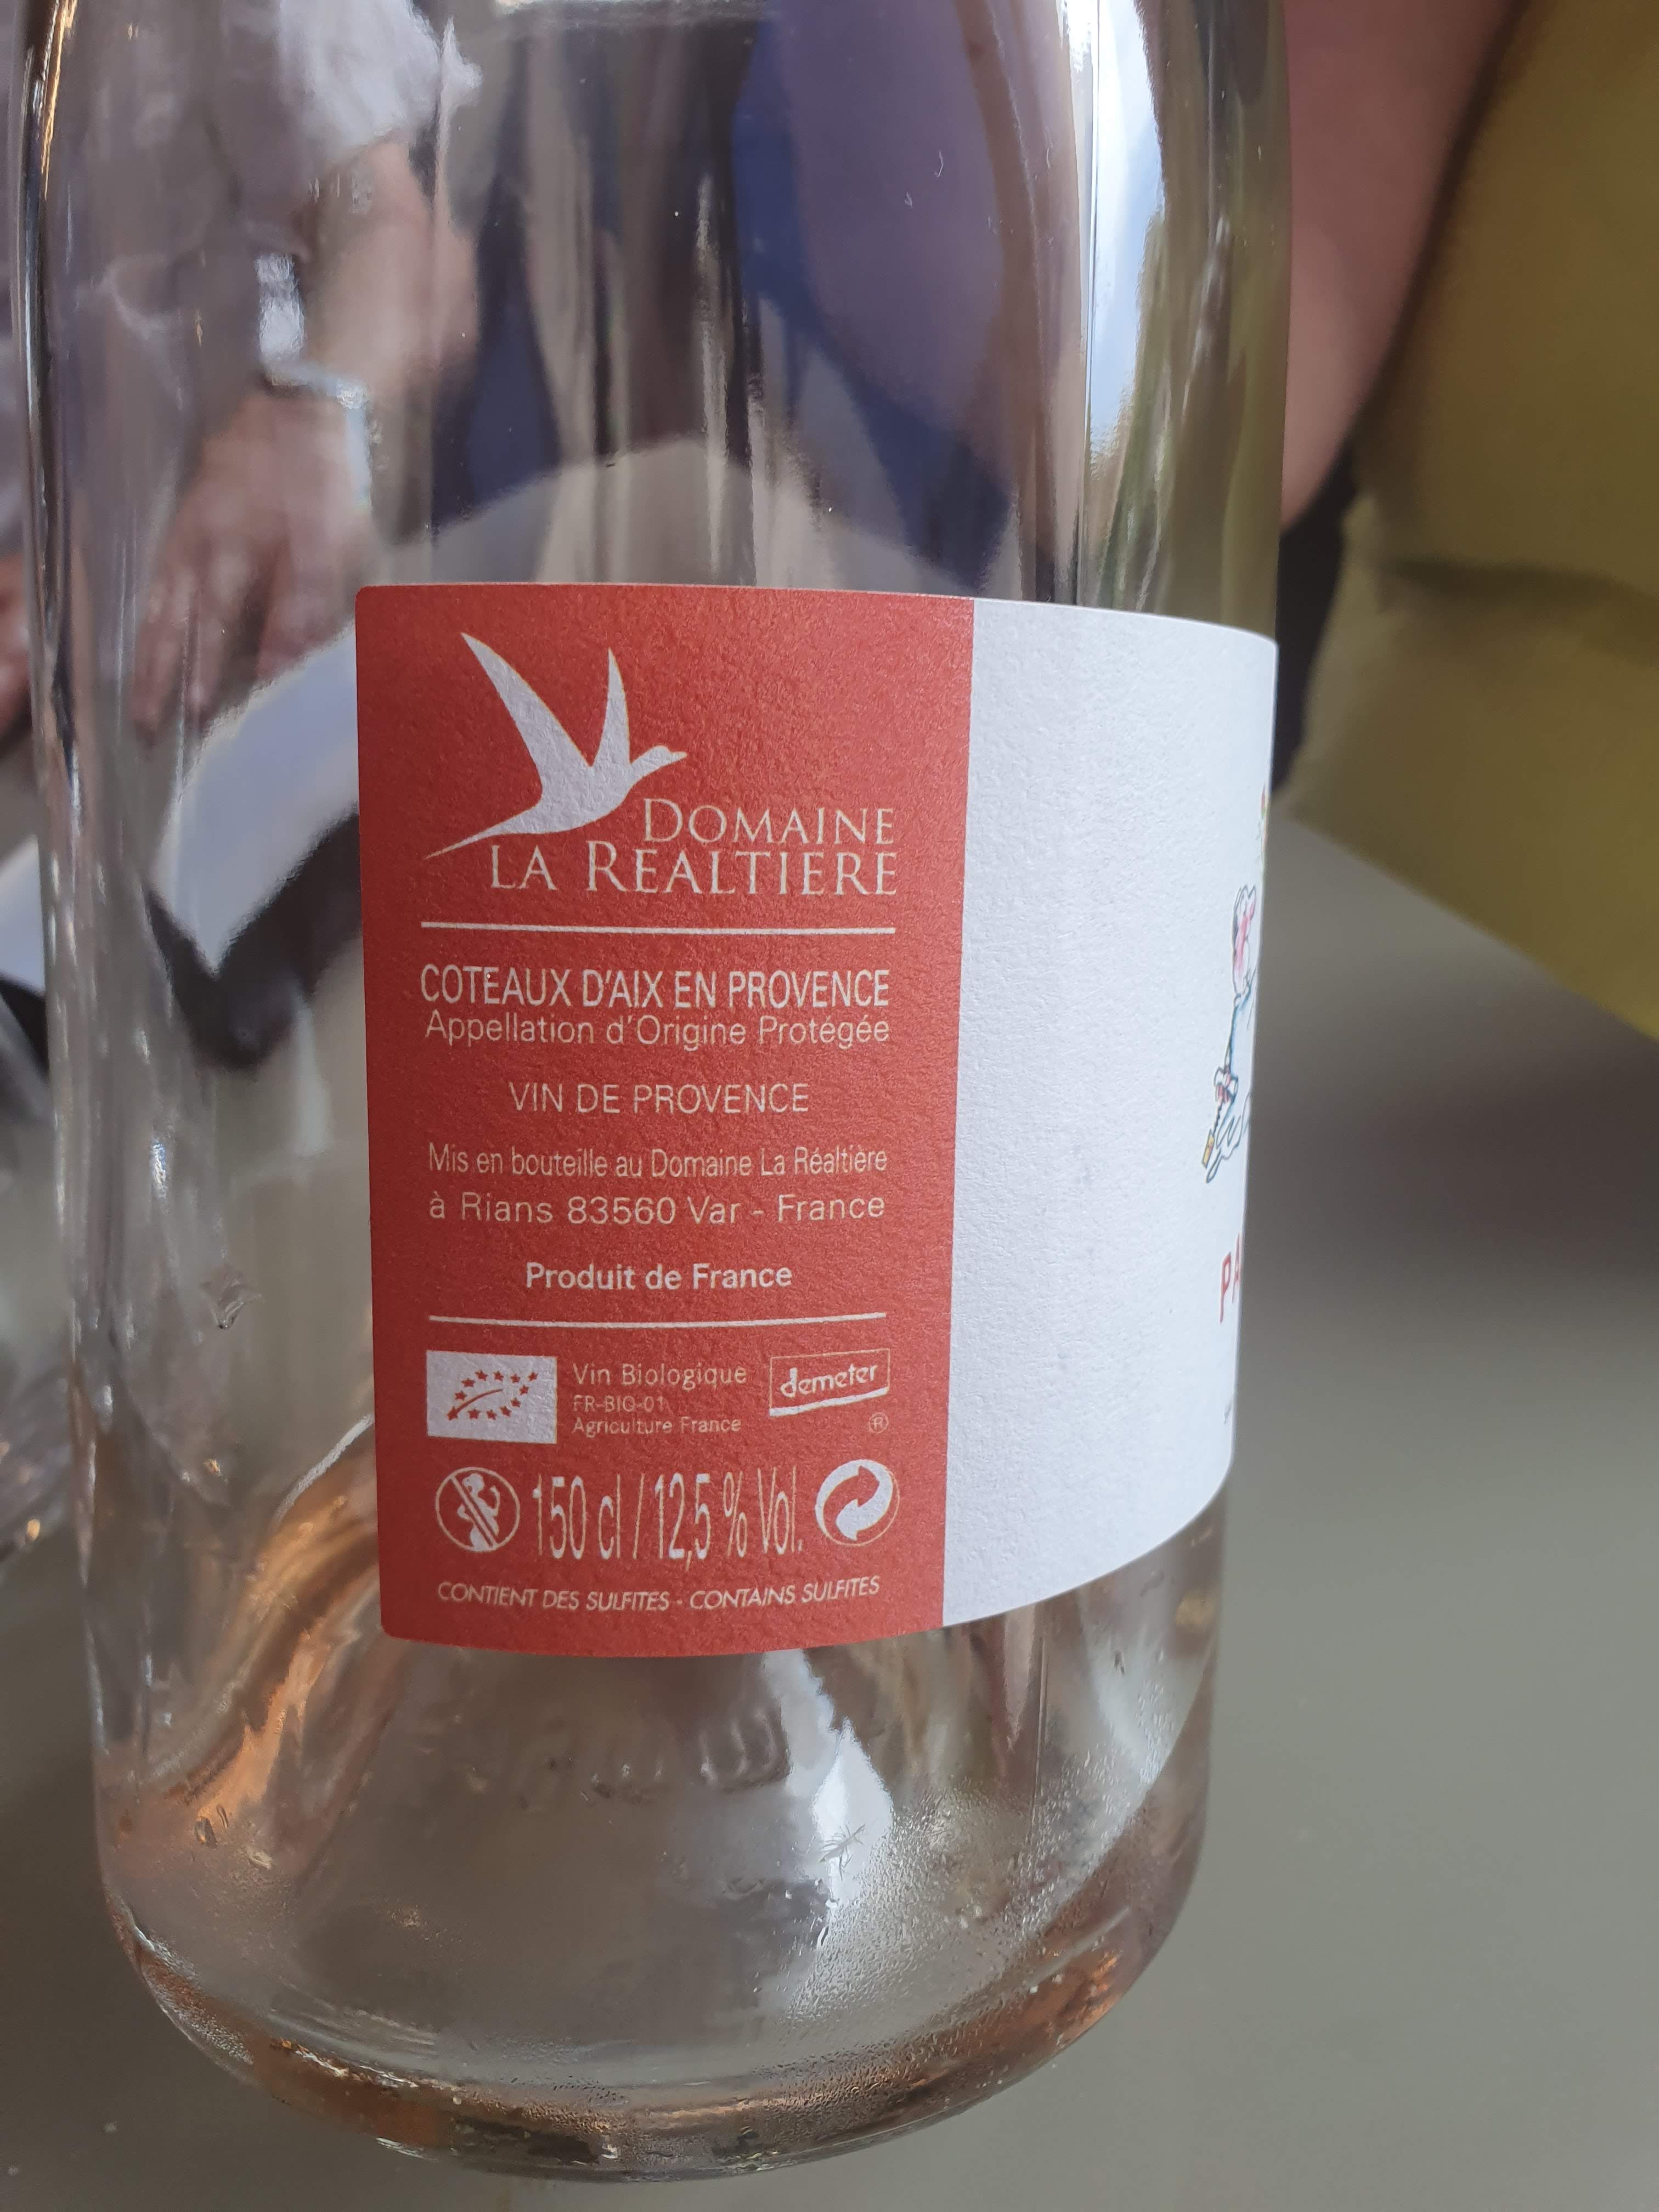 DOMAINE
LA REALTIERE
COTEAUX D'AIX EN PROVENCE
Appellation d'Origine Protégée
VIN DE PROVENCE
Mis en bouteille au Domaine La Réaltière
à Rians 83560 Var - France
Produit de France
Vin Biologique
FR-BIO-01
Agriculture France
demeter
®
150 cl / 12,5 % Vol.
CONTIENT DES SULFITES - CONTAINS SULFITES
PA